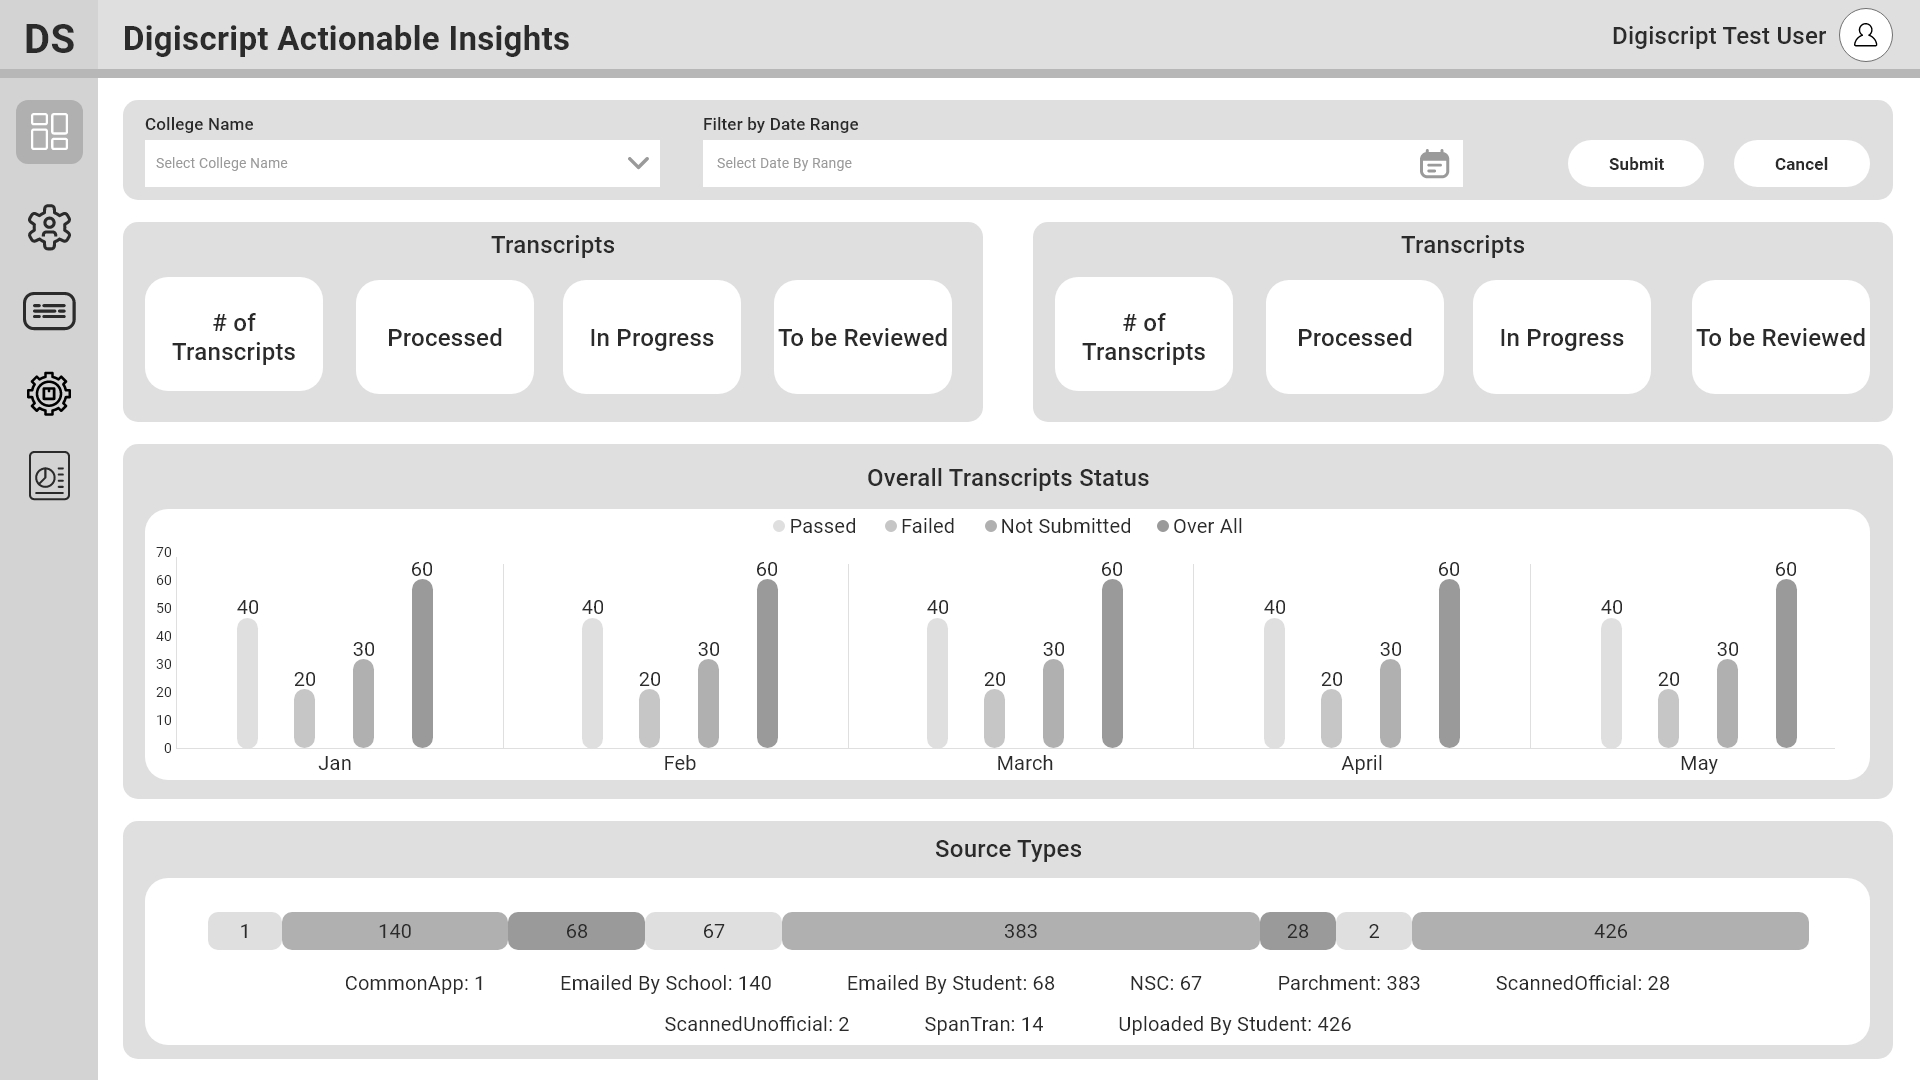 DS
Digiscript Actionable Insights
Digiscript Test User
College Name
Filter by Date Range
Select College Name
Select Date By Range
Submit
Cancel
Transcripts
# of
Transcripts
Processed
In Progress
To be Reviewed
Transcripts
# of
Transcripts
Processed
In Progress
To be Reviewed
Overall Transcripts Status
Passed Failed Not Submitted Over All
70
60
50
40
30
20
10
0
40 20 30 60
40 20 30 60
40 20 30 60
40 20 30 60
40 20 30 60
Jan Feb March April May
Source Types
1 140 68 67 383 28 2 426
CommonApp: 1 Emailed By School: 140 Emailed By Student: 68 NSC: 67 Parchment: 383 ScannedOfficial: 28
ScannedUnofficial: 2 SpanTran: 14 Uploaded By Student: 426